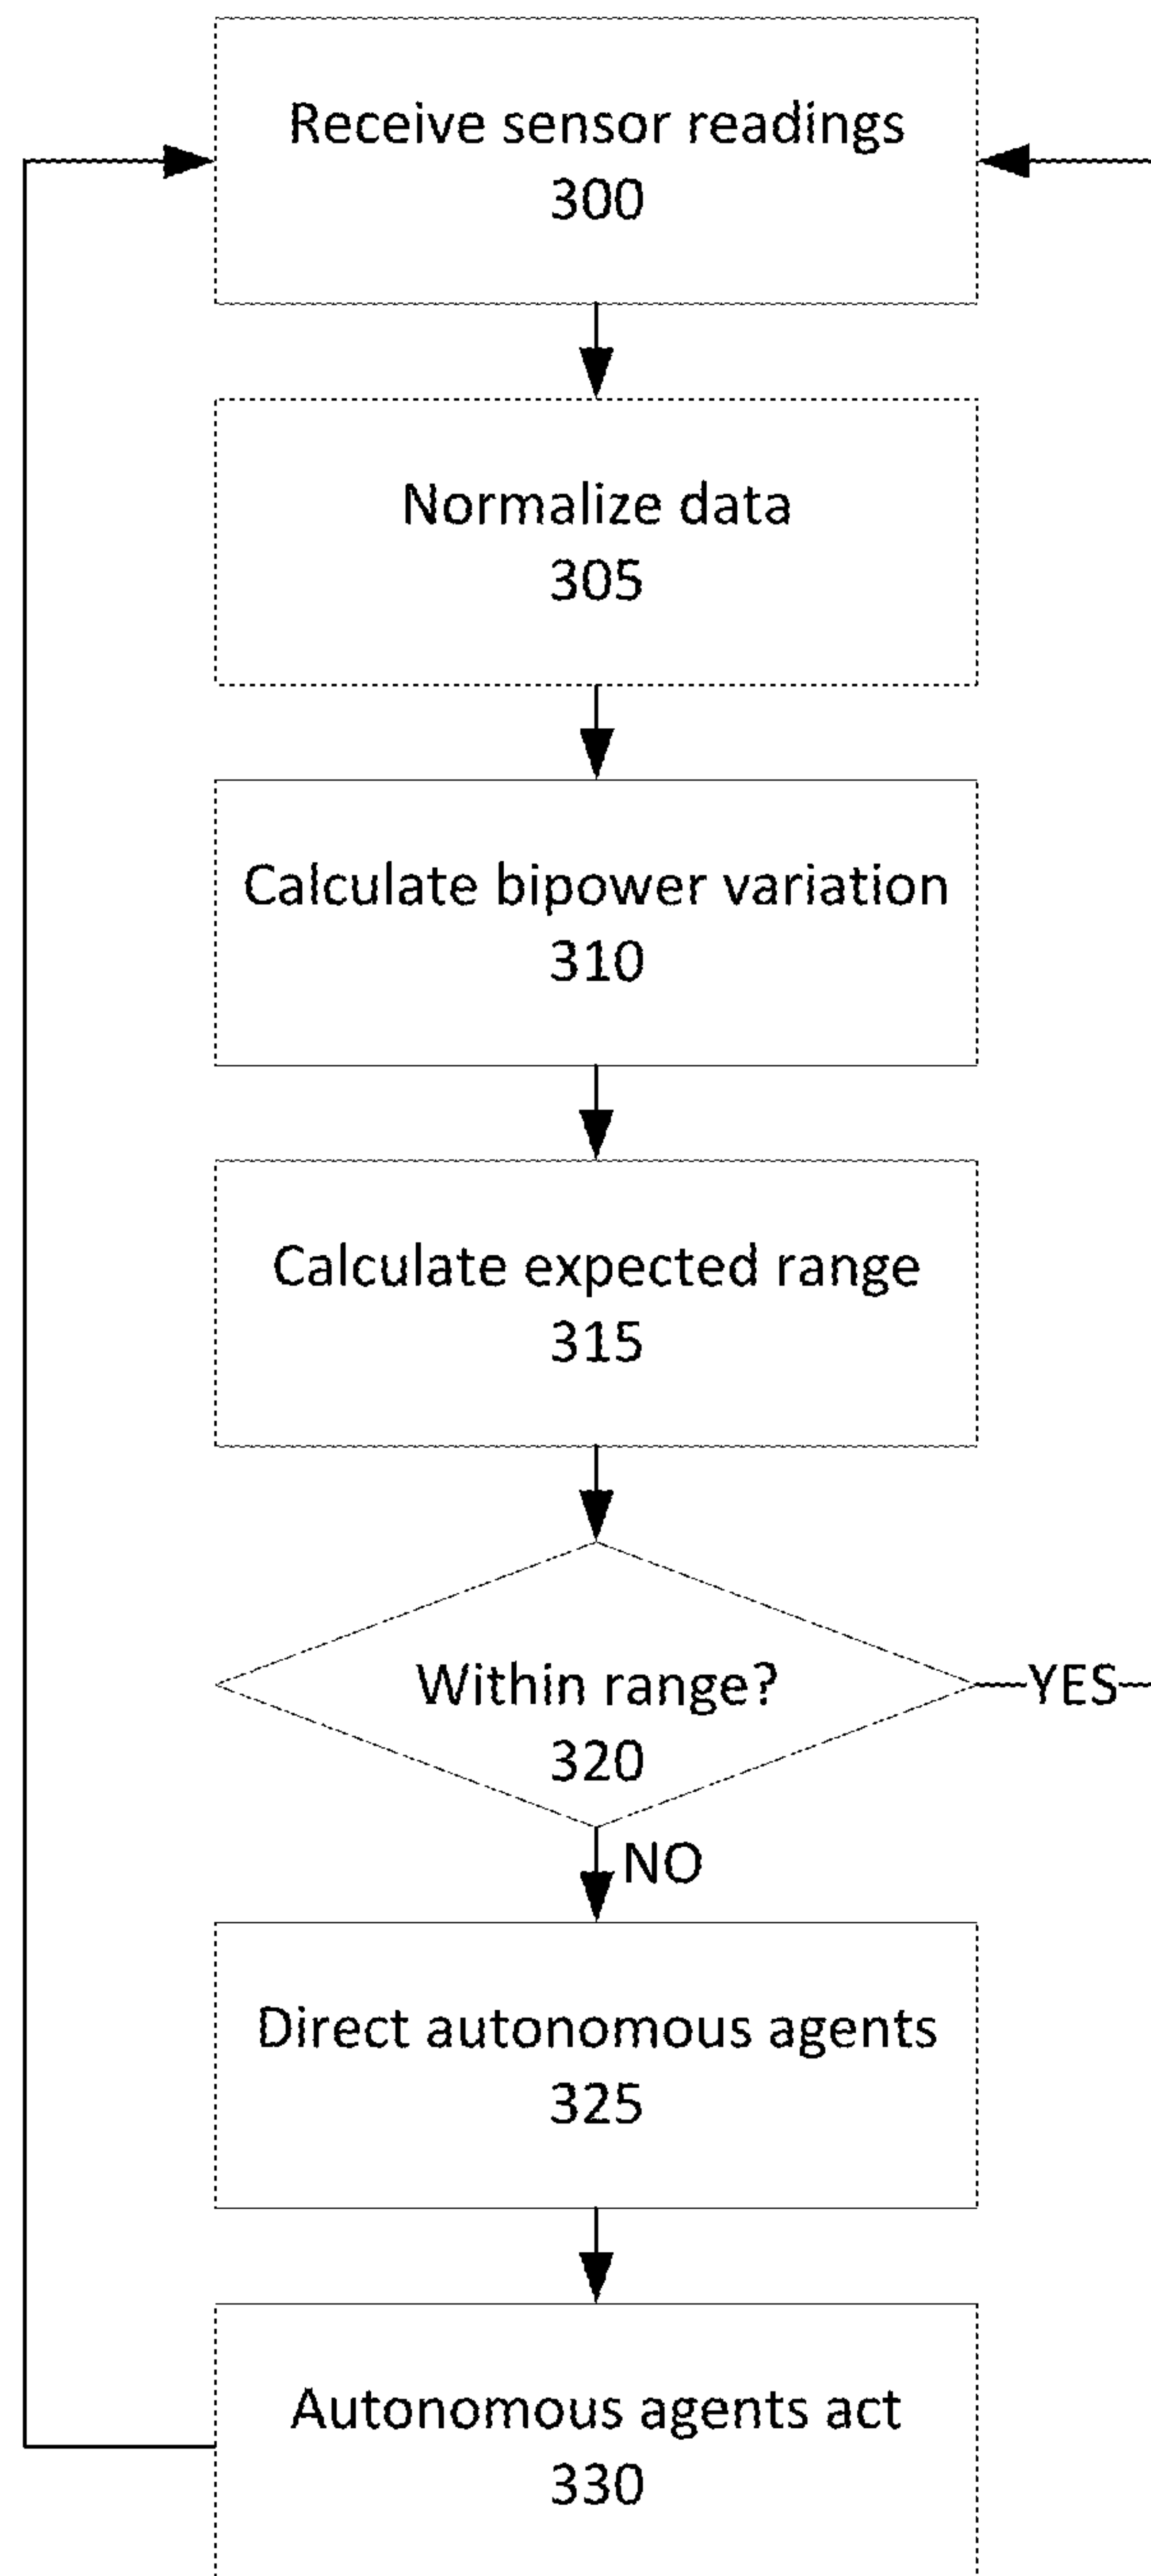 Receive sensor readings
300
Normalize data
305
Calculate bipower variation
310
Calculate expected range
315
Within range?
320
YES
NO
Direct autonomous agents
325
Autonomous agents act
330